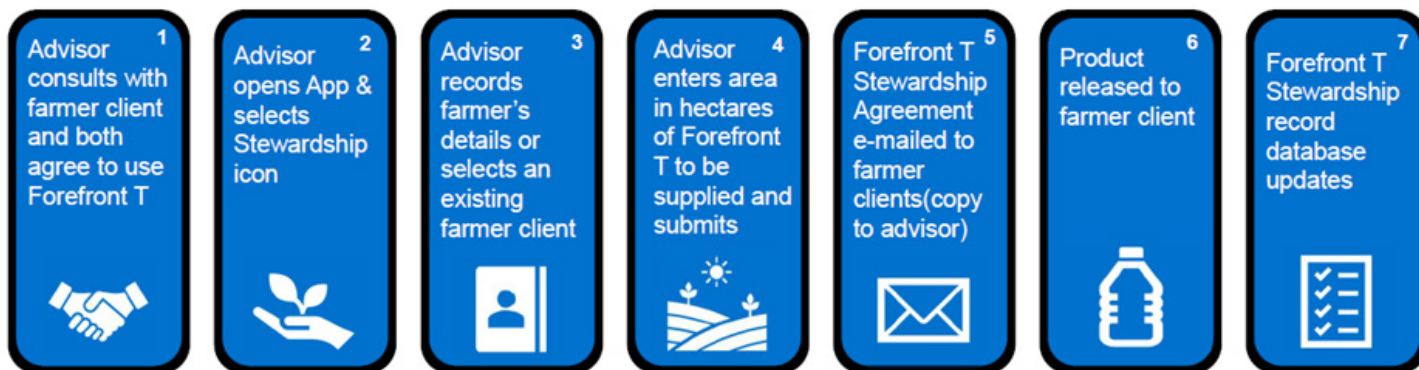 1
Advisor
consults with
farmer client
and both
agree to use
Forefront T
2
Advisor
opens App &
selects
Stewardship
icon
3
Advisor
records
farmer's
details or
selects an
existing
farmer client
4
Advisor
enters area
in hectares
of Forefront
T to be
supplied and
submits
5
Forefront T
Stewardship
Agreement
e-mailed to
farmer
clients(copy
to advisor)
6
Product
released to
farmer client
7
Forefront T
Stewardship
record
database
updates